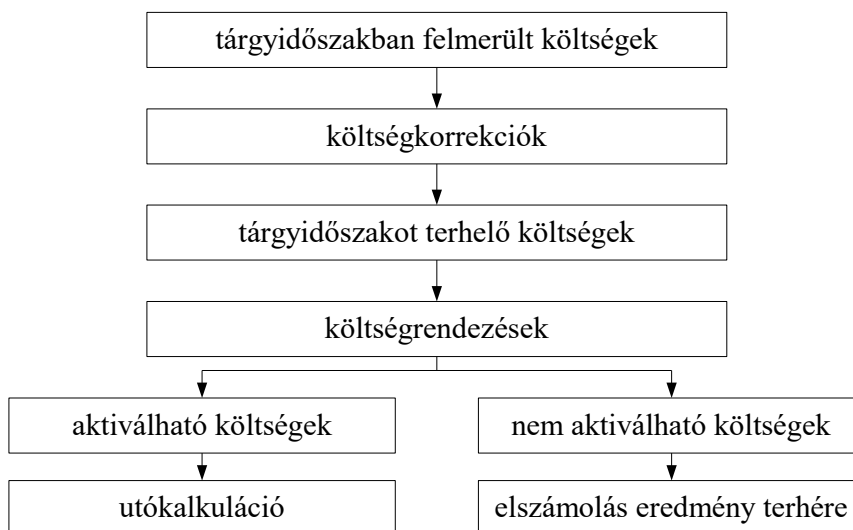 tárgyidőszakban felmerült költségek
költségkorrekciók
tárgyidőszakot terhelő költségek
költségrendezések
aktiválható költségek
nem aktiválható költségek
utókalkuláció
elszámolás eredmény terhére